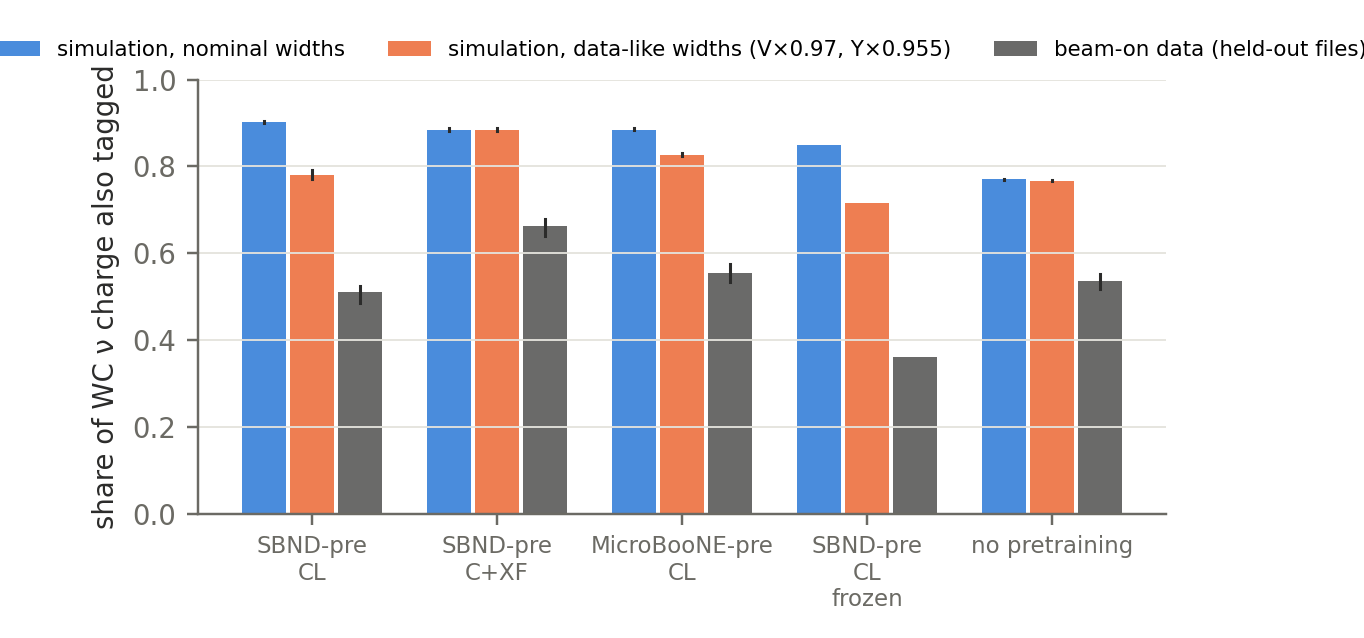 simulation, nominal widths
simulation, data-like widths (V×0.97, Y×0.955)
beam-on data (held-out files)
share of WC ν charge also tagged
1.0
0.8
0.6
0.4
0.2
0.0
SBND-pre
CL
SBND-pre
C+XF
MicroBooNE-pre
CL
SBND-pre
CL
frozen
no pretraining